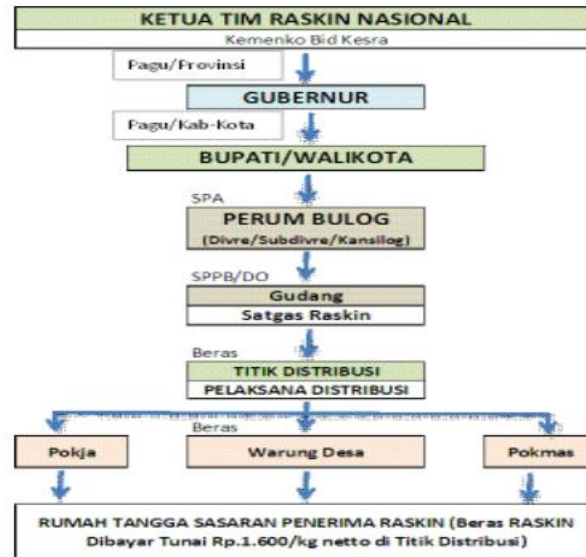 KETUA TIM RASKIN NASIONAL
Kemenko Bid Kesra
Pagu/Provinsi
GUBERNUR
Pagu/Kab-Kota
BUPATI/WALIKOTA
SPA
PERUM BULOG
(Divre/Subdivre/Kansilog)
SPPB/DO
Gudang
Satgas Raskin
Beras
TITIK DISTRIBUSI
PELAKSANA DISTRIBUSI
Beras
Pokja
Warung Desa
Pokmas
RUMAH TANGGA SASARAN PENERIMA RASKIN (Beras RASKIN
Dibayar Tunai Rp.1.600/kg netto di Titik Distribusi)